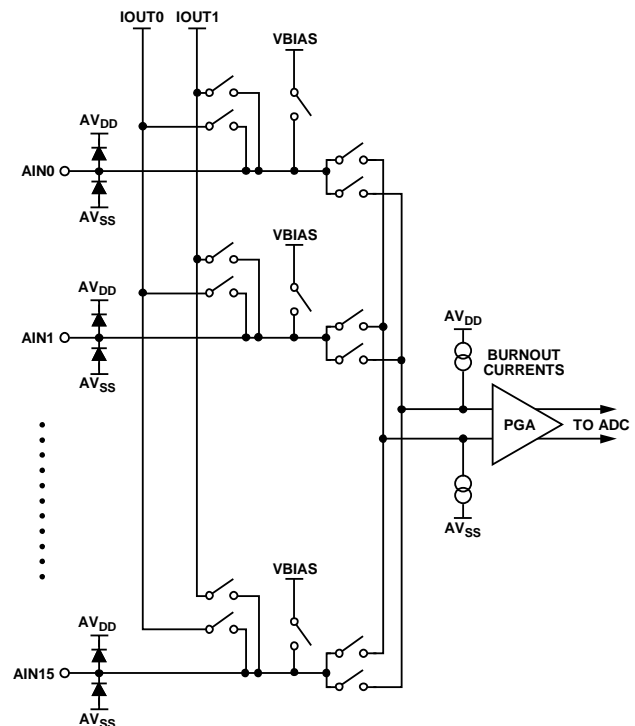 IOUT0 IOUT1
VBIAS
AVDD
AIN0
AVSS
VBIAS
AVDD
AIN1
AVSS
AVDD
BURNOUT
CURRENTS
PGA
TO ADC
AVSS
VBIAS
AVDD
AIN15
AVSS